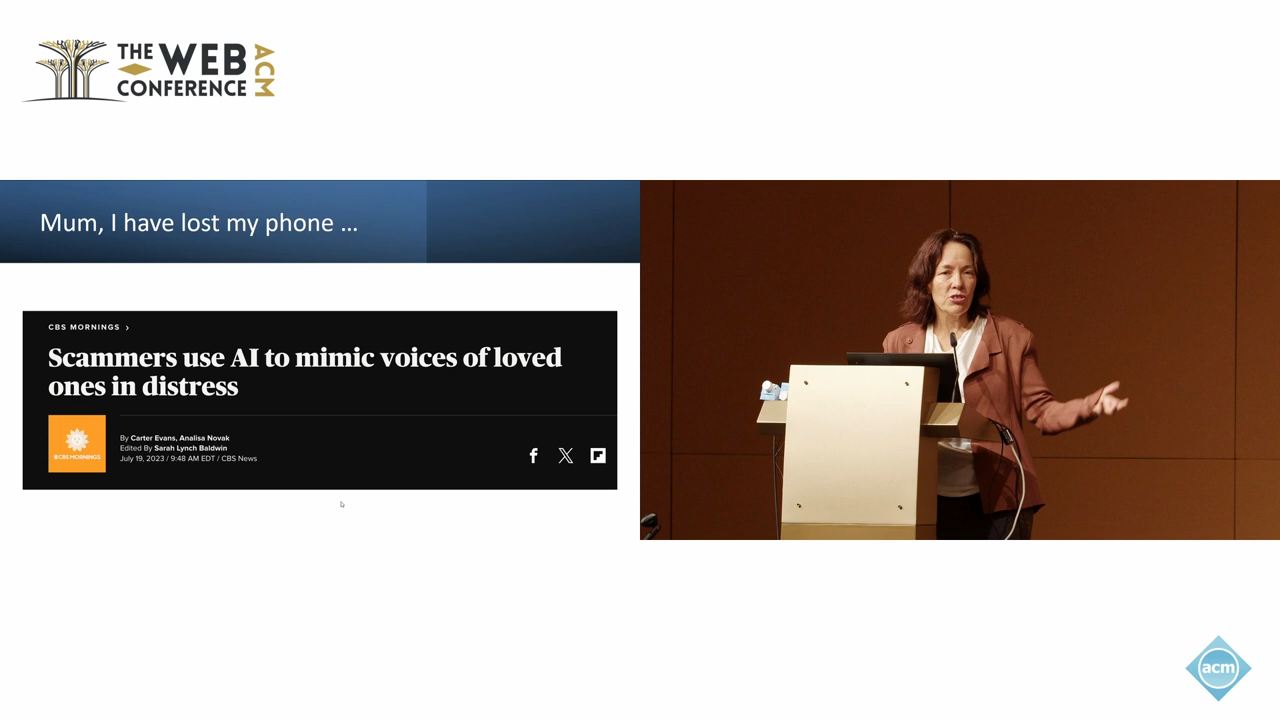 THE WEB
CONFERENCE
ACM
Mum, I have lost my phone ...
CBS MORNINGS ›
Scammers use AI to mimic voices of loved
ones in distress
CBS MORNINGS
By Carter Evans, Analisa Novak
Edited By Sarah Lynch Baldwin
July 19, 2023 / 9:48 AM EDT / CBS News
acm